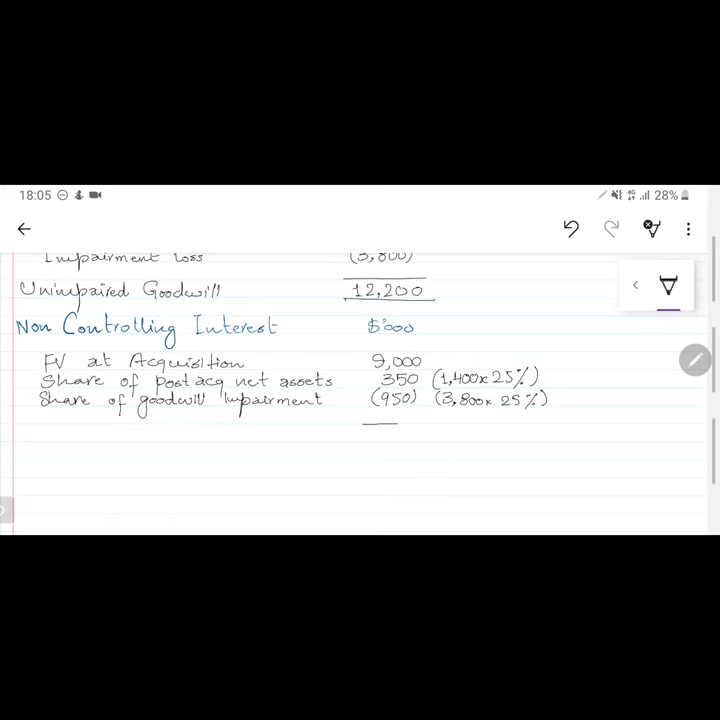 18:05 4G 28%
Impairment loss (3,800)
Unimpaired Goodwill 12,200
Non Controlling Interest $'000
FV at Acquisition 9,000
Share of post acq net assets 350 (1,400 x 25%)
Share of goodwill impairment (950) (3,800 x 25%)